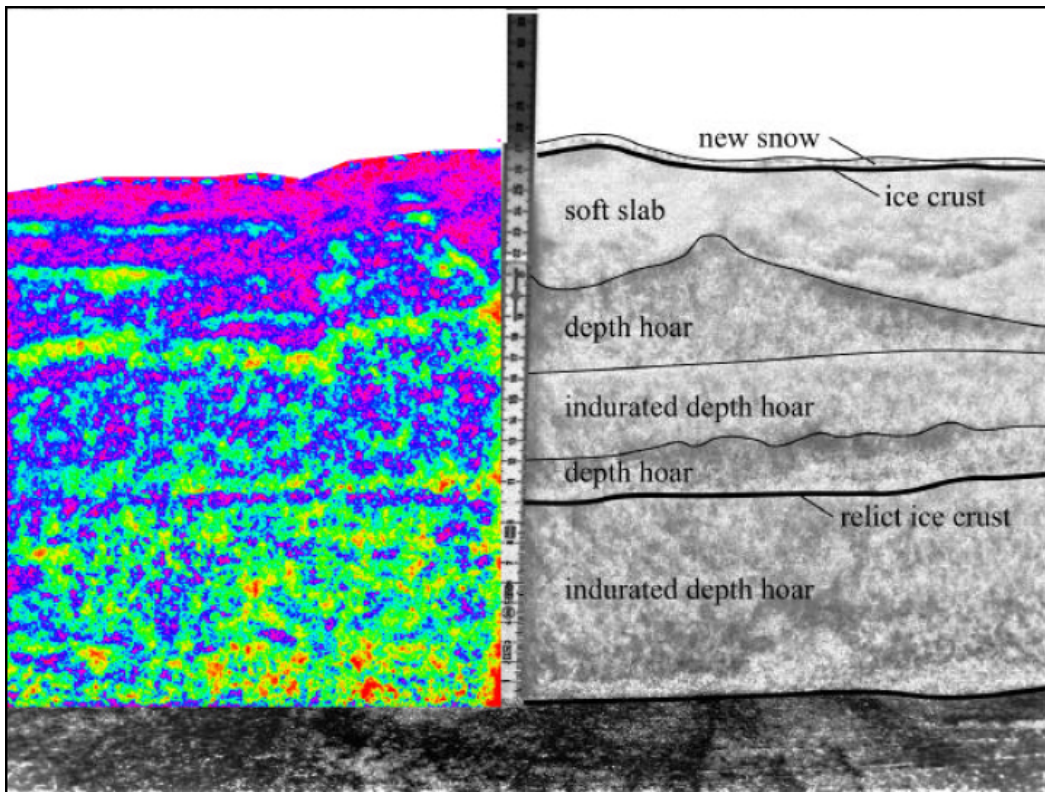 new snow
ice crust
soft slab
depth hoar
indurated depth hoar
depth hoar
relict ice crust
indurated depth hoar